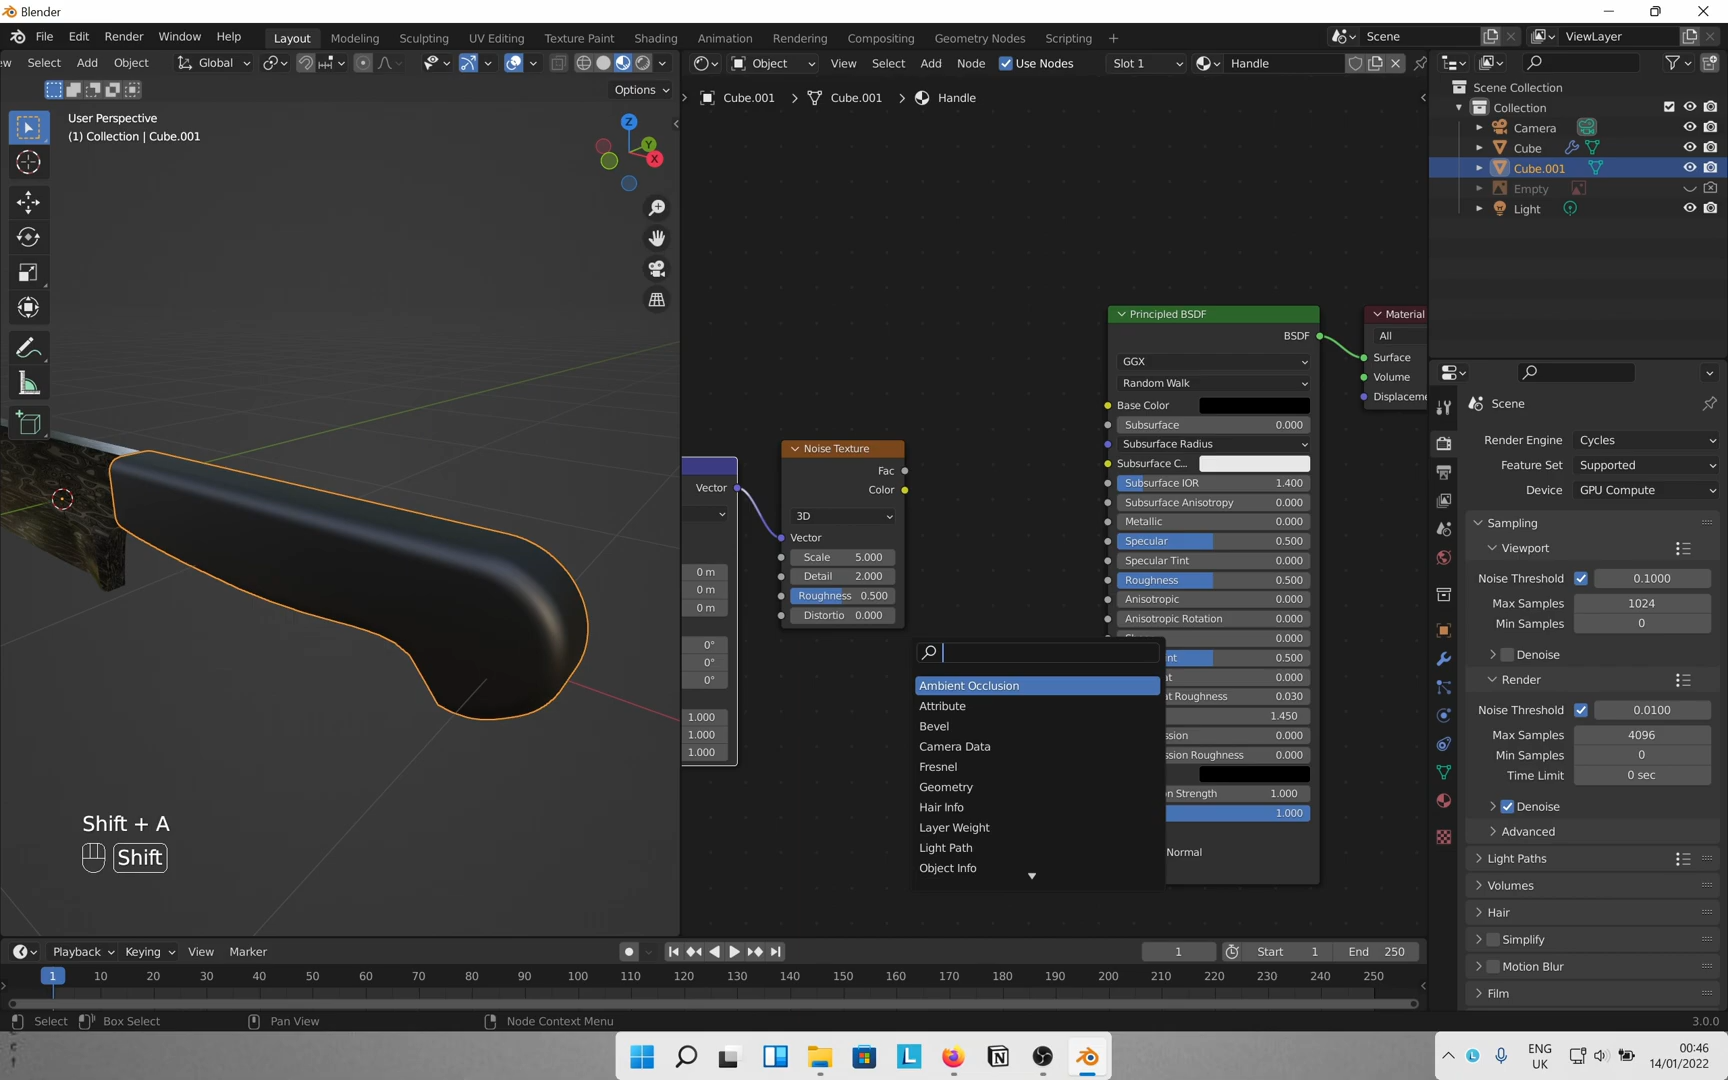 Blender
File Edit Render Window Help Layout Modeling Sculpting UV Editing Texture Paint Shading Animation Rendering Compositing Geometry Nodes Scripting + Scene ViewLayer
ew Select Add Object Global Object View Select Add Node Use Nodes Slot 1 Handle
Options
Cube.001 > Cube.001 > Handle
User Perspective
(1) Collection | Cube.001
Z
Y
X
Scene Collection
Collection
Camera
Cube
Cube.001
Empty
Light
Principled BSDF
BSDF
GGX
Random Walk
Base Color
Subsurface 0.000
Subsurface Radius
Subsurface C...
Subsurface IOR 1.400
Subsurface Anisotropy 0.000
Metallic 0.000
Specular 0.500
Specular Tint 0.000
Roughness 0.500
Anisotropic 0.000
Anisotropic Rotation 0.000
0.000
nt 0.500
at 0.000
at Roughness 0.030
1.450
ssion 0.000
ssion Roughness 0.000
n Strength 1.000
1.000
Normal
Material
All
Surface
Volume
Displaceme
Noise Texture
Fac
Color
3D
Vector
Scale 5.000
Detail 2.000
Roughness 0.500
Distortio 0.000
Vector
0 m
0 m
0 m
0°
0°
0°
1.000
1.000
1.000
Ambient Occlusion
Attribute
Bevel
Camera Data
Fresnel
Geometry
Hair Info
Layer Weight
Light Path
Object Info
Shift + A
Shift
Scene
Render Engine Cycles
Feature Set Supported
Device GPU Compute
Sampling
Viewport
Noise Threshold 0.1000
Max Samples 1024
Min Samples 0
Denoise
Render
Noise Threshold 0.0100
Max Samples 4096
Min Samples 0
Time Limit 0 sec
Denoise
Advanced
Light Paths
Volumes
Hair
Simplify
Motion Blur
Film
Playback Keying View Marker 1 Start 1 End 250
1 10 20 30 40 50 60 70 80 90 100 110 120 130 140 150 160 170 180 190 200 210 220 230 240 250
Select Box Select Pan View Node Context Menu 3.0.0
ENG
UK
00:46
14/01/2022